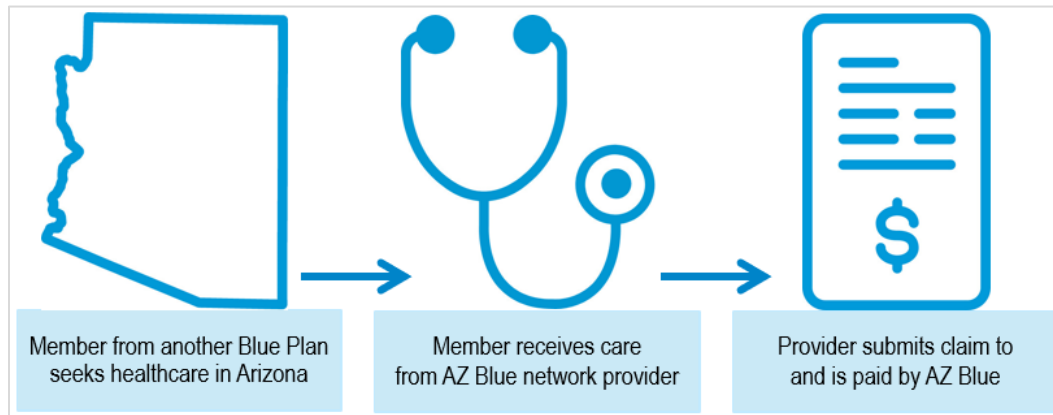 $
Member from another Blue Plan
seeks healthcare in Arizona
Member receives care
from AZ Blue network provider
Provider submits claim to
and is paid by AZ Blue